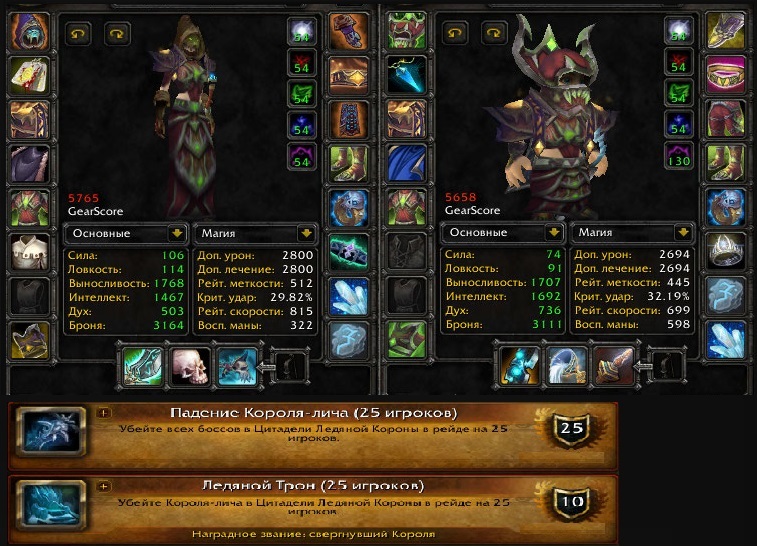 54
54
54
54
54
5765
GearScore
Основные
Магия
Сила: 106
Ловкость: 114
Выносливость: 1768
Интеллект: 1467
Дух: 503
Броня: 3164
Доп. урон: 2800
Доп. лечение: 2800
Рейт. меткости: 512
Крит. удар: 29.82%
Рейт. скорости: 815
Восп. маны: 322
54
54
54
54
130
5658
GearScore
Основные
Магия
Сила: 74
Ловкость: 91
Выносливость: 1707
Интеллект: 1692
Дух: 736
Броня: 3111
Доп. урон: 2694
Доп. лечение: 2694
Рейт. меткости: 445
Крит. удар: 32.19%
Рейт. скорости: 699
Восп. маны: 598
Падение Короля-лича (25 игроков)
Убейте всех боссов в Цитадели Ледяной Короны в рейде на 25
игроков.
25
Ледяной Трон (25 игроков)
Убейте Короля-лича в Цитадели Ледяной Короны в рейде на 25
игроков
10
Наградное звание: свергнувший Короля